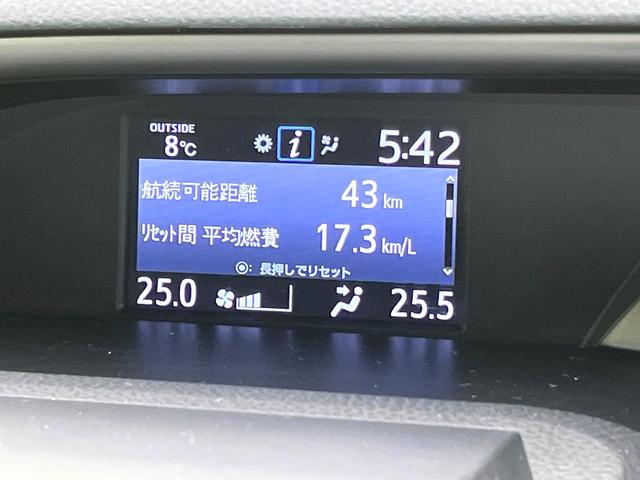 OUTSIDE
8℃ i 5:42
航続可能距離 43 km
ﾘｾｯﾄ間 平均燃費 17.3 km/L
◉: 長押しでリセット
25.0 25.5